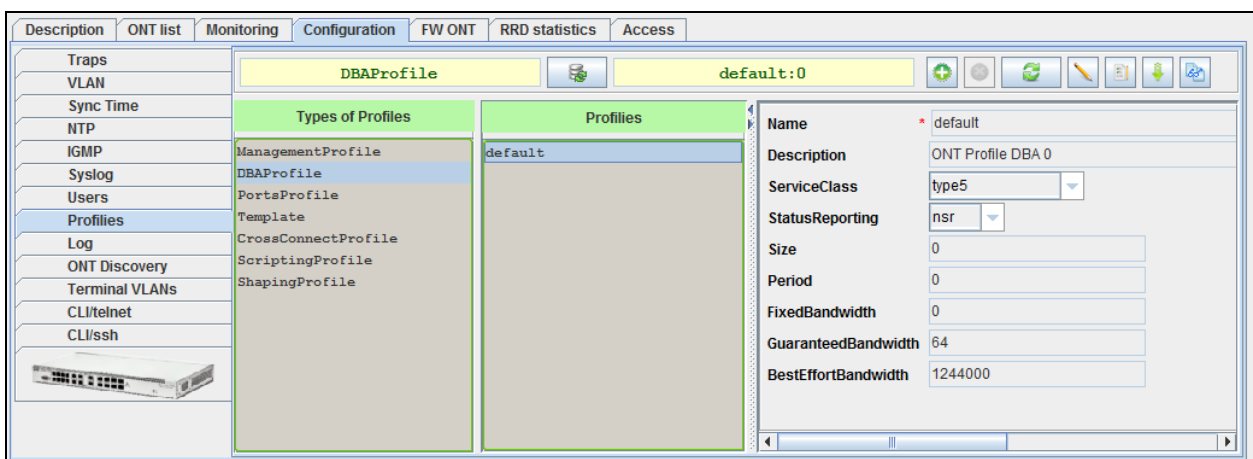 Description ONT list Monitoring Configuration FW ONT RRD statistics Access
Traps
VLAN
Sync Time
NTP
IGMP
Syslog
Users
Profilies
Log
ONT Discovery
Terminal VLANs
CLI/telnet
CLI/ssh
DBAProfile default:0
Types of Profiles
ManagementProfile
DBAProfile
PortsProfile
Template
CrossConnectProfile
ScriptingProfile
ShapingProfile
Profilies
default
Name * default
Description ONT Profile DBA 0
ServiceClass type5
StatusReporting nsr
Size 0
Period 0
FixedBandwidth 0
GuaranteedBandwidth 64
BestEffortBandwidth 1244000